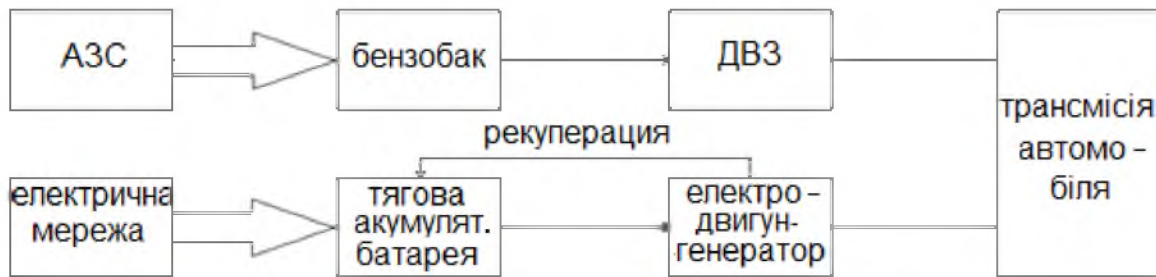 АЗС
бензобак
ДВЗ
трансмісія
автомо –
біля
рекуперация
електрична
мережа
тягова
акумулят.
батарея
електро –
двигун-
генератор